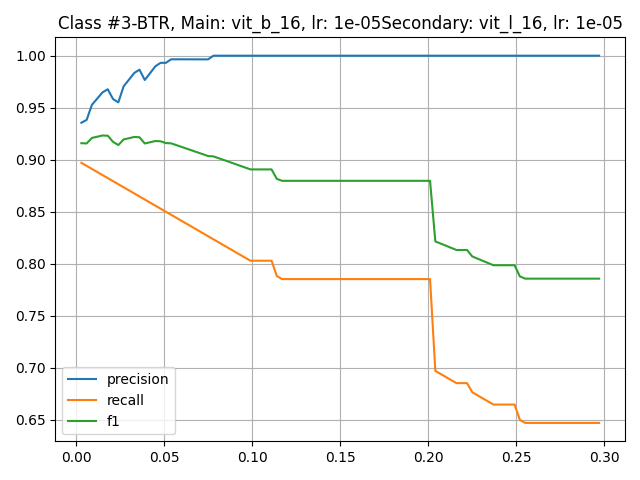 Class #3-BTR, Main: vit_b_16, lr: 1e-05Secondary: vit_l_16, lr: 1e-05
1.00
0.95
0.90
0.85
0.80
0.75
0.70
0.65
precision
recall
f1
0.00 0.05 0.10 0.15 0.20 0.25 0.30